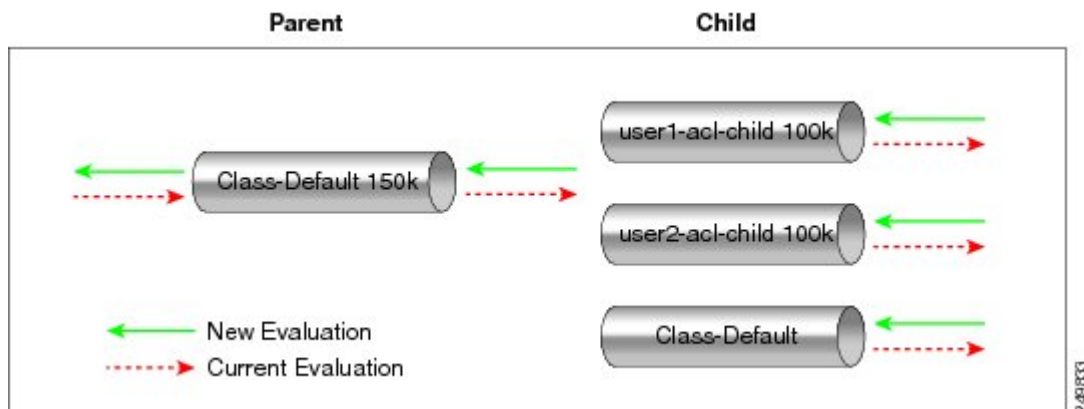 Parent
Child
user1-acl-child 100k
Class-Default 150k
user2-acl-child 100k
Class-Default
New Evaluation
Current Evaluation
249833